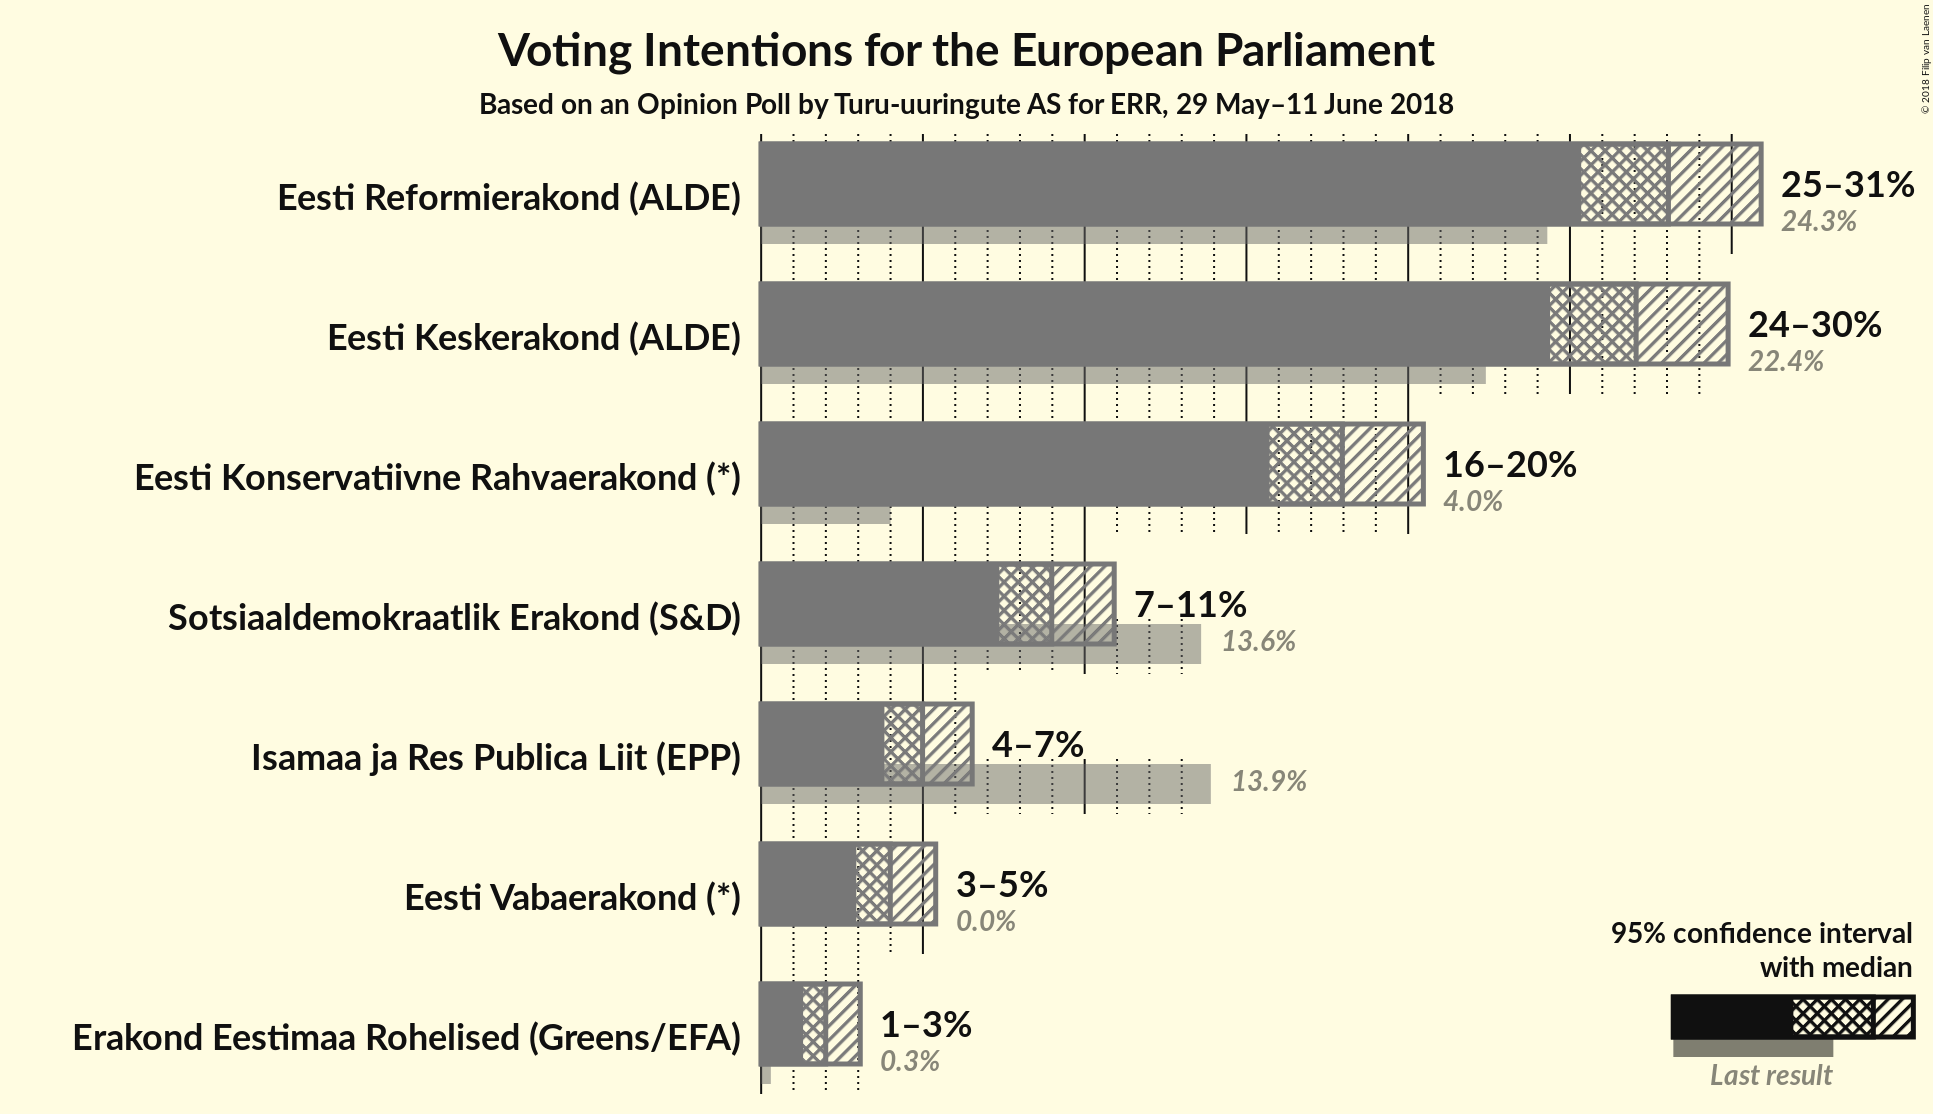 Voting Intentions for the European Parliament
Based on an Opinion Poll by Turu-uuringute AS for ERR, 29 May–11 June 2018
© 2018 Filip van Laenen
Eesti Reformierakond (ALDE)
25–31%
24.3%
Eesti Keskerakond (ALDE)
24–30%
22.4%
Eesti Konservatiivne Rahvaerakond (*)
16–20%
4.0%
Sotsiaaldemokraatlik Erakond (S&D)
7–11%
13.6%
Isamaa ja Res Publica Liit (EPP)
4–7%
13.9%
Eesti Vabaerakond (*)
3–5%
0.0%
Erakond Eestimaa Rohelised (Greens/EFA)
1–3%
0.3%
95% confidence interval
with median
Last result